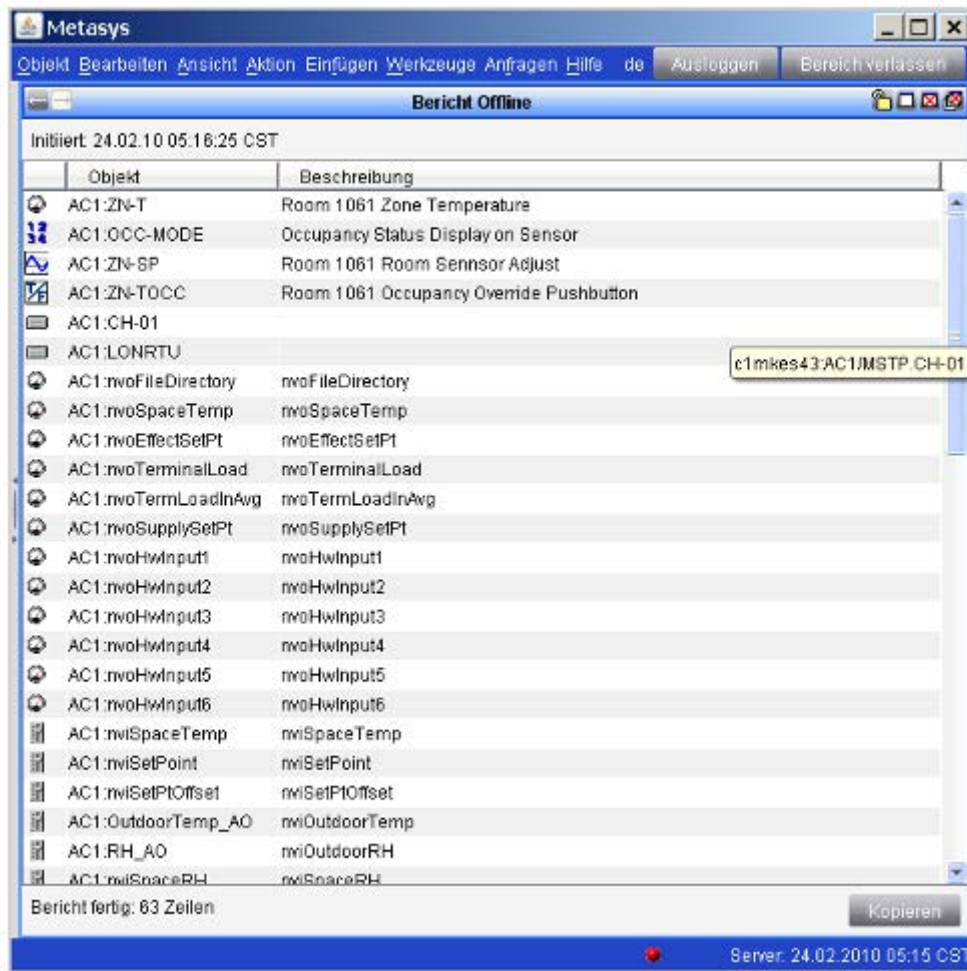 Metasys
Objekt Bearbeiten Ansicht Aktion Einfügen Werkzeuge Anfragen Hilfe de Ausloggen Bereich verlassen
Bericht Offline
Initiiert: 24.02.10 05:16:25 CST
Objekt Beschreibung
AC1:ZN-T Room 1061 Zone Temperature
AC1:OCC-MODE Occupancy Status Display on Sensor
AC1:ZN-SP Room 1061 Room Sennsor Adjust
AC1:ZN-TOCC Room 1061 Occupancy Override Pushbutton
AC1:CH-01
AC1:LONRTU
c1mkes43:AC1/MSTP.CH-01
AC1:nvoFileDirectory nvoFileDirectory
AC1:nvoSpaceTemp nvoSpaceTemp
AC1:nvoEffectSetPt nvoEffectSetPt
AC1:nvoTerminalLoad nvoTerminalLoad
AC1:nvoTermLoadInAvg nvoTermLoadInAvg
AC1:nvoSupplySetPt nvoSupplySetPt
AC1:nvoHwInput1 nvoHwInput1
AC1:nvoHwInput2 nvoHwInput2
AC1:nvoHwInput3 nvoHwInput3
AC1:nvoHwInput4 nvoHwInput4
AC1:nvoHwInput5 nvoHwInput5
AC1:nvoHwInput6 nvoHwInput6
AC1:nviSpaceTemp nviSpaceTemp
AC1:nviSetPoint nviSetPoint
AC1:nviSetPtOffset nviSetPtOffset
AC1:OutdoorTemp_AO nviOutdoorTemp
AC1:RH_AO nviOutdoorRH
AC1:nviSpaceRH nviSpaceRH
Bericht fertig: 63 Zeilen
Kopieren
Server: 24.02.2010 05:15 CST